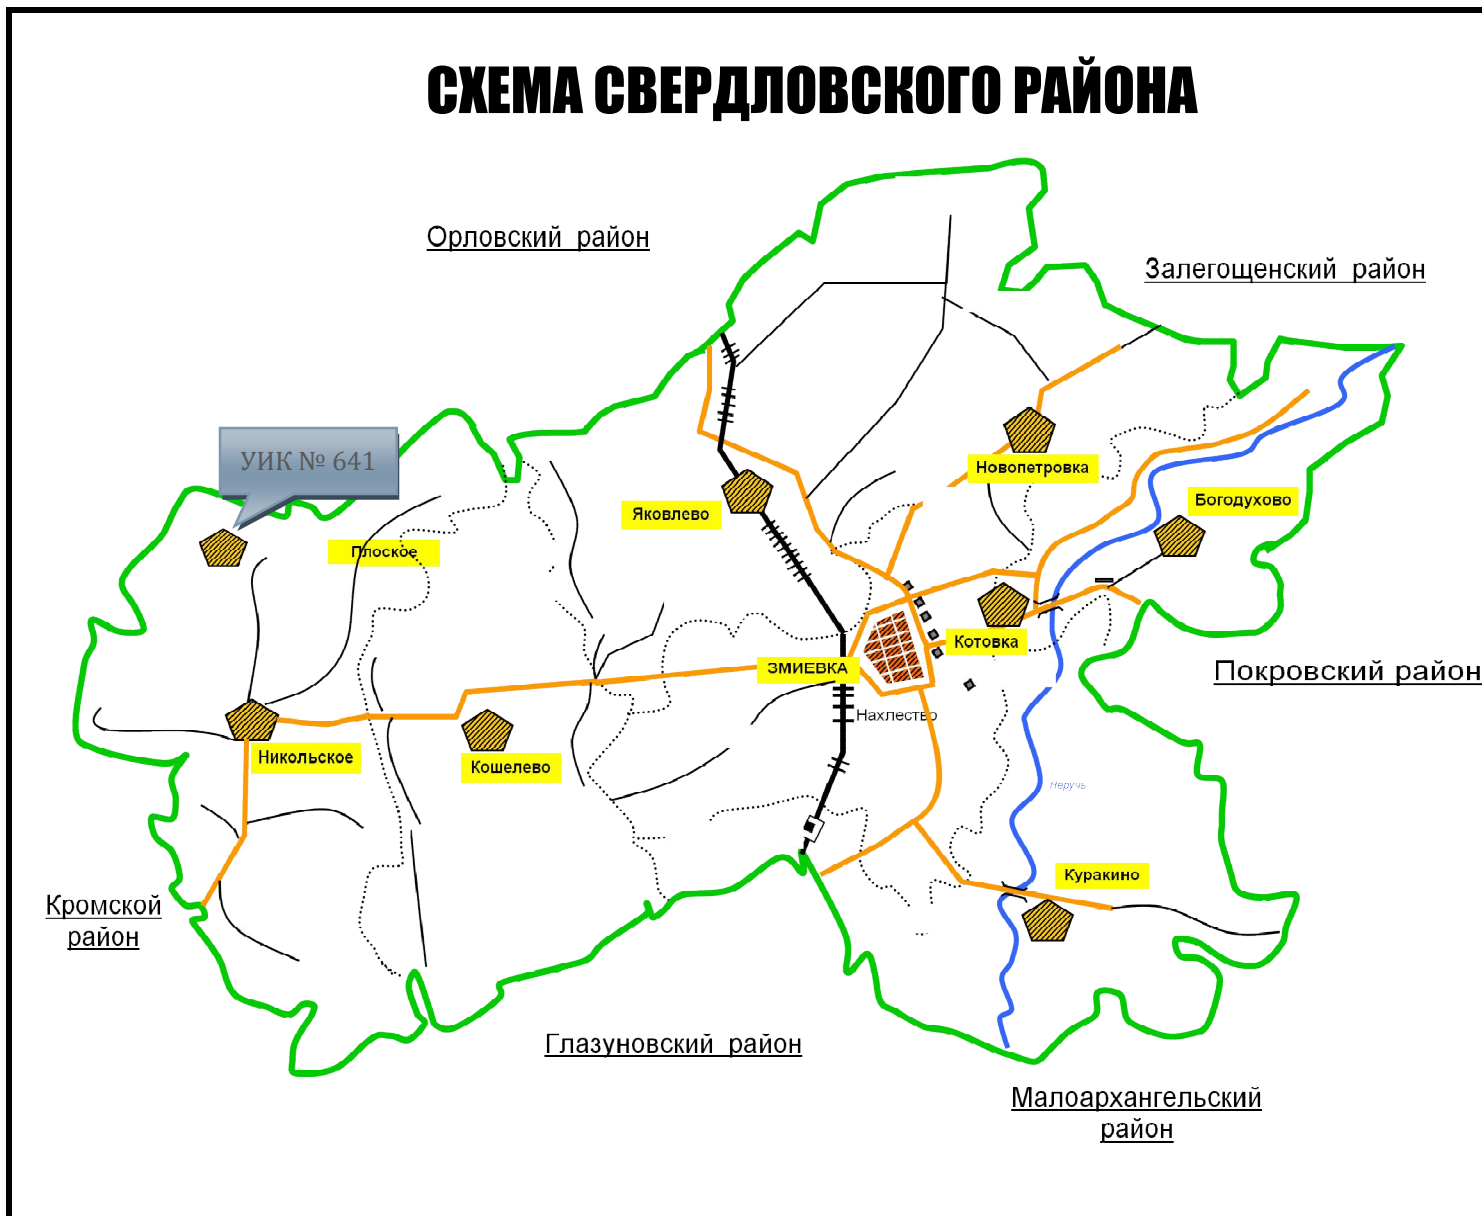 СХЕМА СВЕРДЛОВСКОГО РАЙОНА
Орловский район
Залегощенский район
УИК № 641
Новопетровка
Богодухово
Яковлево
Плоское
Котовка
ЗМИЕВКА
Покровский район
Нахлество
Никольское
Кошелево
Неручь
Куракино
Кромской
район
Глазуновский район
Малоархангельский
район